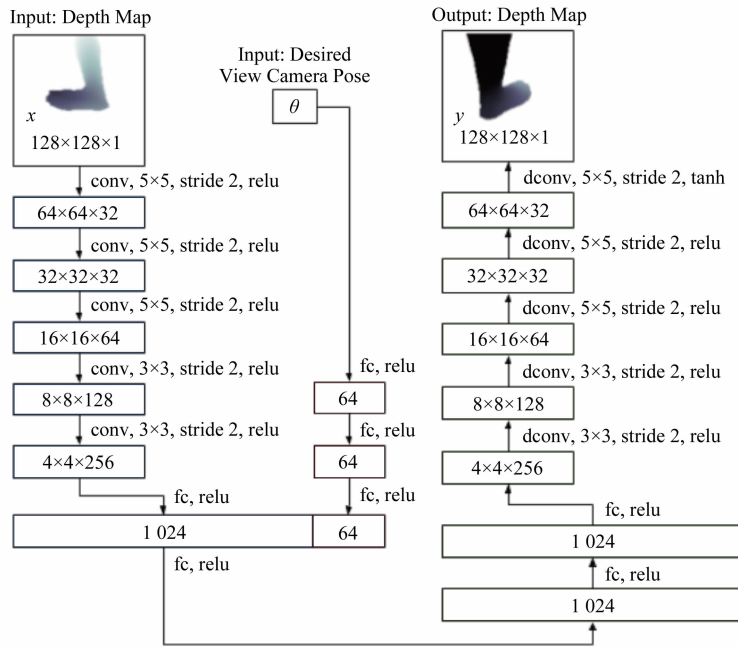 Input: Depth Map
x
128×128×1
conv, 5×5, stride 2, relu
64×64×32
conv, 5×5, stride 2, relu
32×32×32
conv, 5×5, stride 2, relu
16×16×64
conv, 3×3, stride 2, relu
8×8×128
conv, 3×3, stride 2, relu
4×4×256
fc, relu
1 024
fc, relu
Input: Desired
View Camera Pose
θ
fc, relu
64
fc, relu
64
fc, relu
64
Output: Depth Map
y
128×128×1
dconv, 5×5, stride 2, tanh
64×64×32
dconv, 5×5, stride 2, relu
32×32×32
dconv, 5×5, stride 2, relu
16×16×64
dconv, 3×3, stride 2, relu
8×8×128
dconv, 3×3, stride 2, relu
4×4×256
fc, relu
1 024
fc, relu
1 024